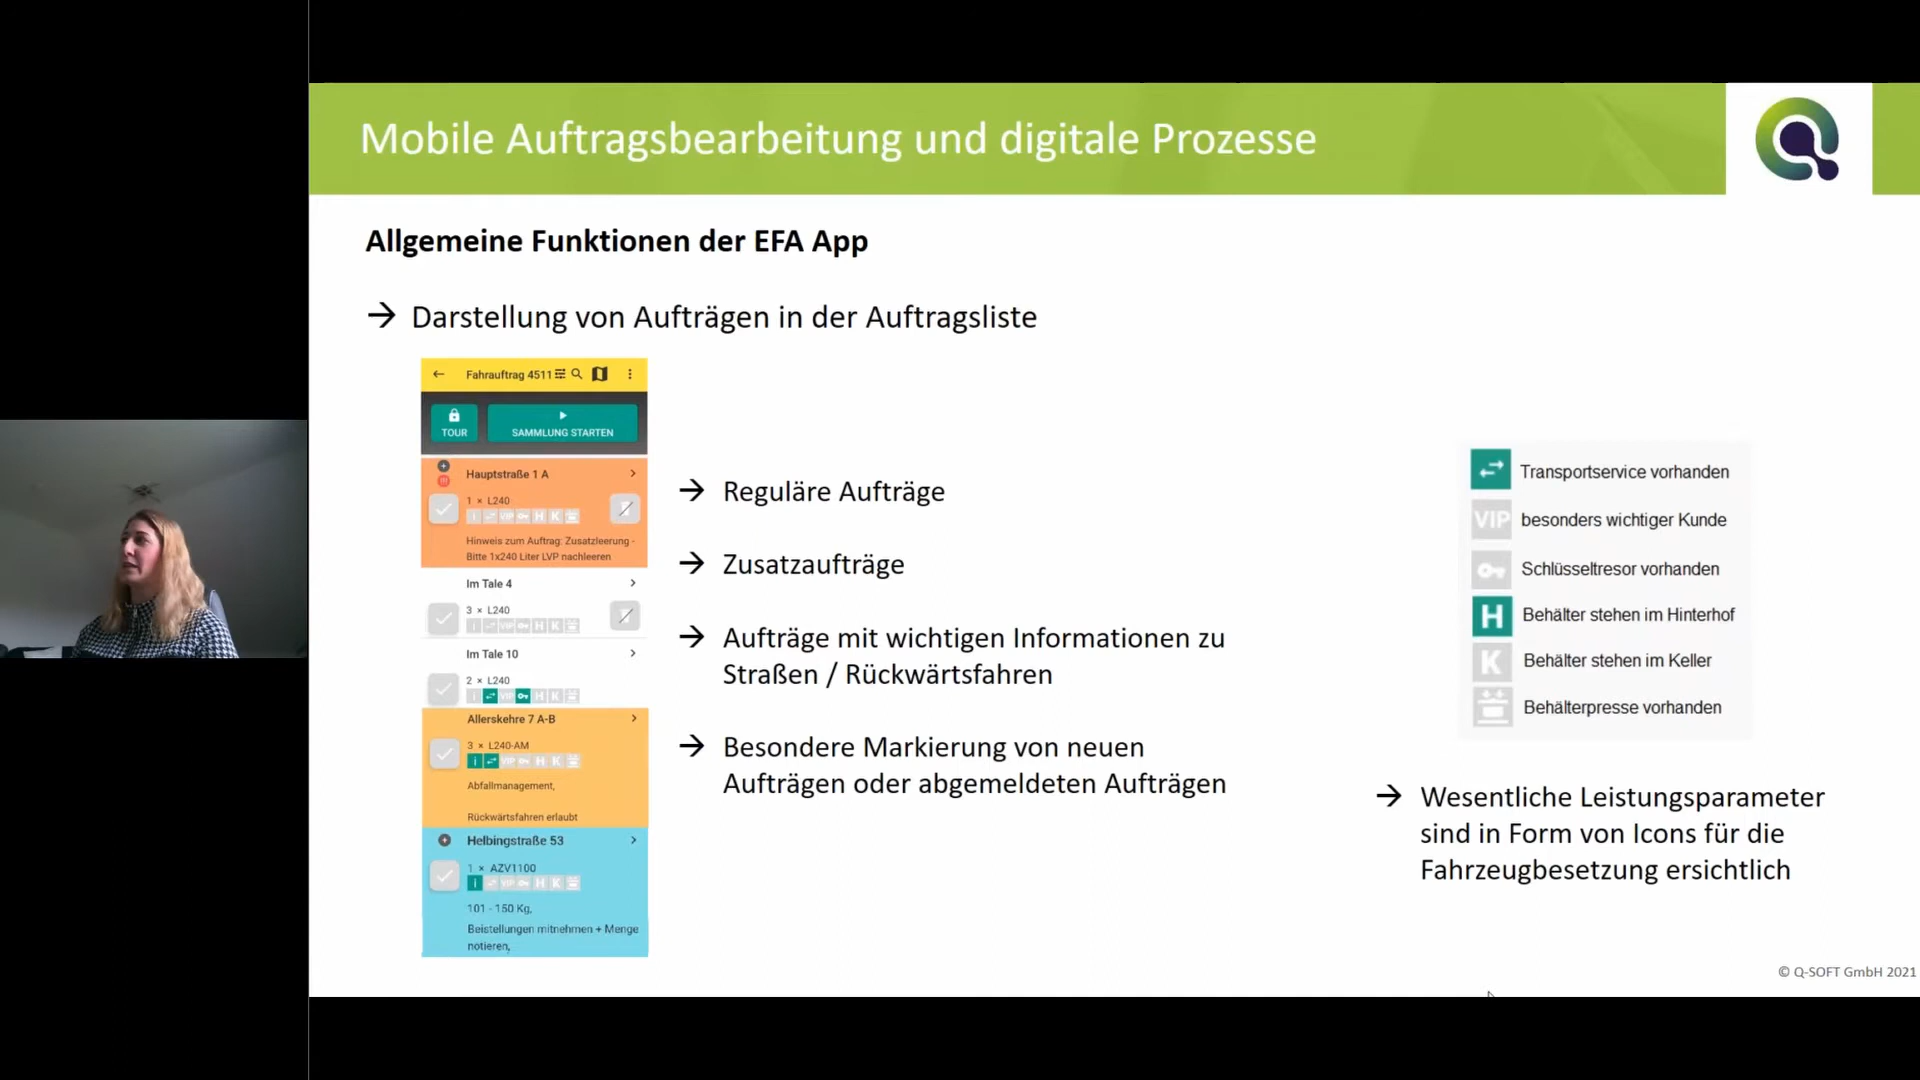 Mobile Auftragsbearbeitung und digitale Prozesse
Allgemeine Funktionen der EFA App
→ Darstellung von Aufträgen in der Auftragsliste
Fahrauftrag 4511
TOUR
SAMMLUNG STARTEN
Hauptstraße 1 A
1 × L240
i VIP H K
Hinweis zum Auftrag: Zusatzleerung -
Bitte 1x240 Liter LVP nachleeren
Im Tale 4
3 × L240
i VIP H K
Im Tale 10
2 × L240
i VIP H K
Allerskehre 7 A-B
3 × L240-AM
i VIP H K
Abfallmanagement,
Rückwärtsfahren erlaubt
Helbingstraße 53
1 × AZV1100
i VIP H K
101 - 150 Kg,
Beistellungen mitnehmen + Menge
notieren,
→ Reguläre Aufträge
→ Zusatzaufträge
→ Aufträge mit wichtigen Informationen zu
Straßen / Rückwärtsfahren
→ Besondere Markierung von neuen
Aufträgen oder abgemeldeten Aufträgen
Transportservice vorhanden
VIP besonders wichtiger Kunde
Schlüsseltresor vorhanden
H Behälter stehen im Hinterhof
K Behälter stehen im Keller
Behälterpresse vorhanden
→ Wesentliche Leistungsparameter
sind in Form von Icons für die
Fahrzeugbesetzung ersichtlich
© Q-SOFT GmbH 2021